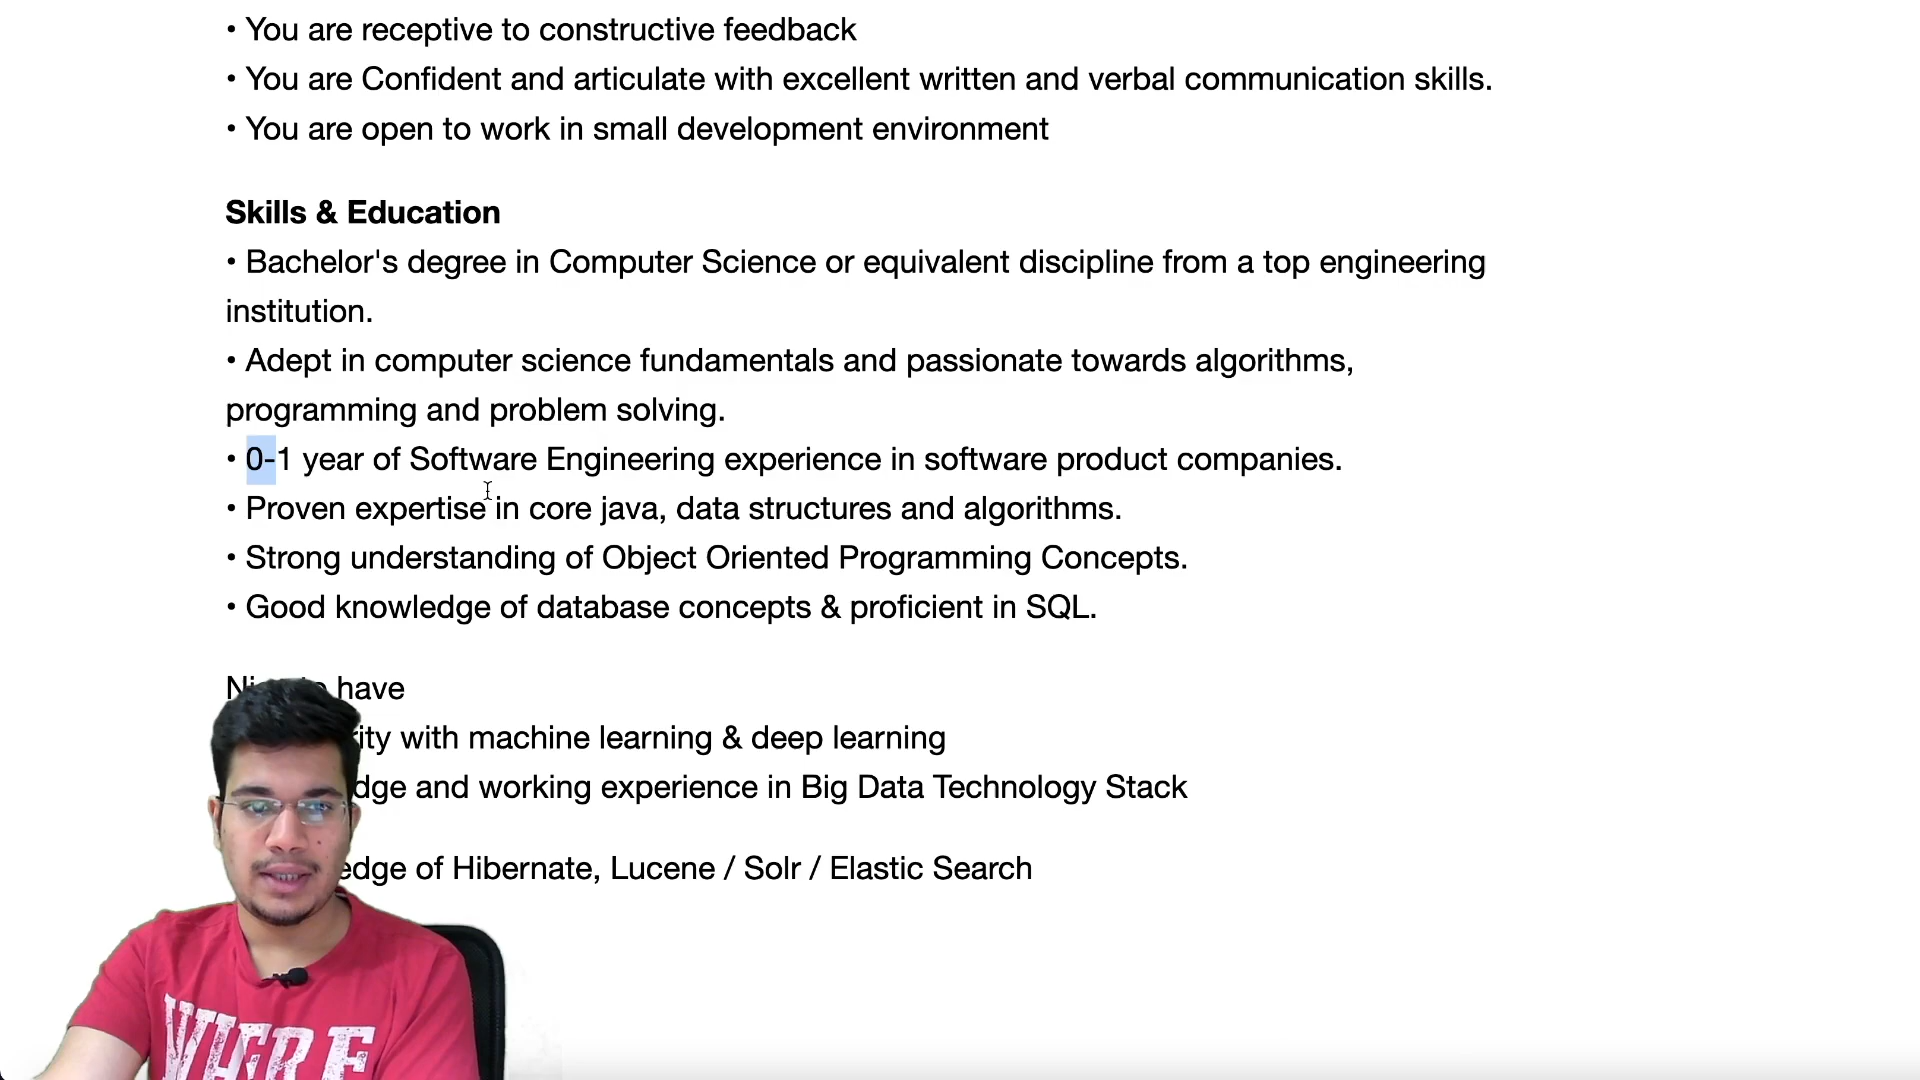 • You are receptive to constructive feedback
• You are Confident and articulate with excellent written and verbal communication skills.
• You are open to work in small development environment
Skills & Education
• Bachelor's degree in Computer Science or equivalent discipline from a top engineering
institution.
• Adept in computer science fundamentals and passionate towards algorithms,
programming and problem solving.
• 0-1 year of Software Engineering experience in software product companies.
• Proven expertise in core java, data structures and algorithms.
• Strong understanding of Object Oriented Programming Concepts.
• Good knowledge of database concepts & proficient in SQL.
have
with machine learning & deep learning
and working experience in Big Data Technology Stack
of Hibernate, Lucene / Solr / Elastic Search
WHERE